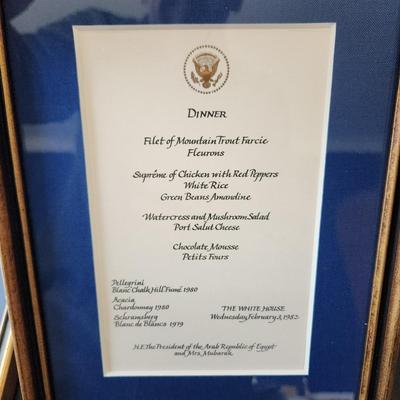 DINNER
Filet of Mountain Trout Farcie
Fleurons
Suprême of Chicken with Red Peppers
White Rice
Green Beans Amandine
Watercress and Mushroom Salad
Port Salut Cheese
Chocolate Mousse
Petits Fours
Pellegrini
Blanc Chalk Hill Fumé 1980
Acacia
Chardonnay 1980
Schramsberg
Blanc de Blancs 1979
THE WHITE HOUSE
Wednesday February 3, 1982
H.E. The President of the Arab Republic of Egypt
and Mrs. Mubarak